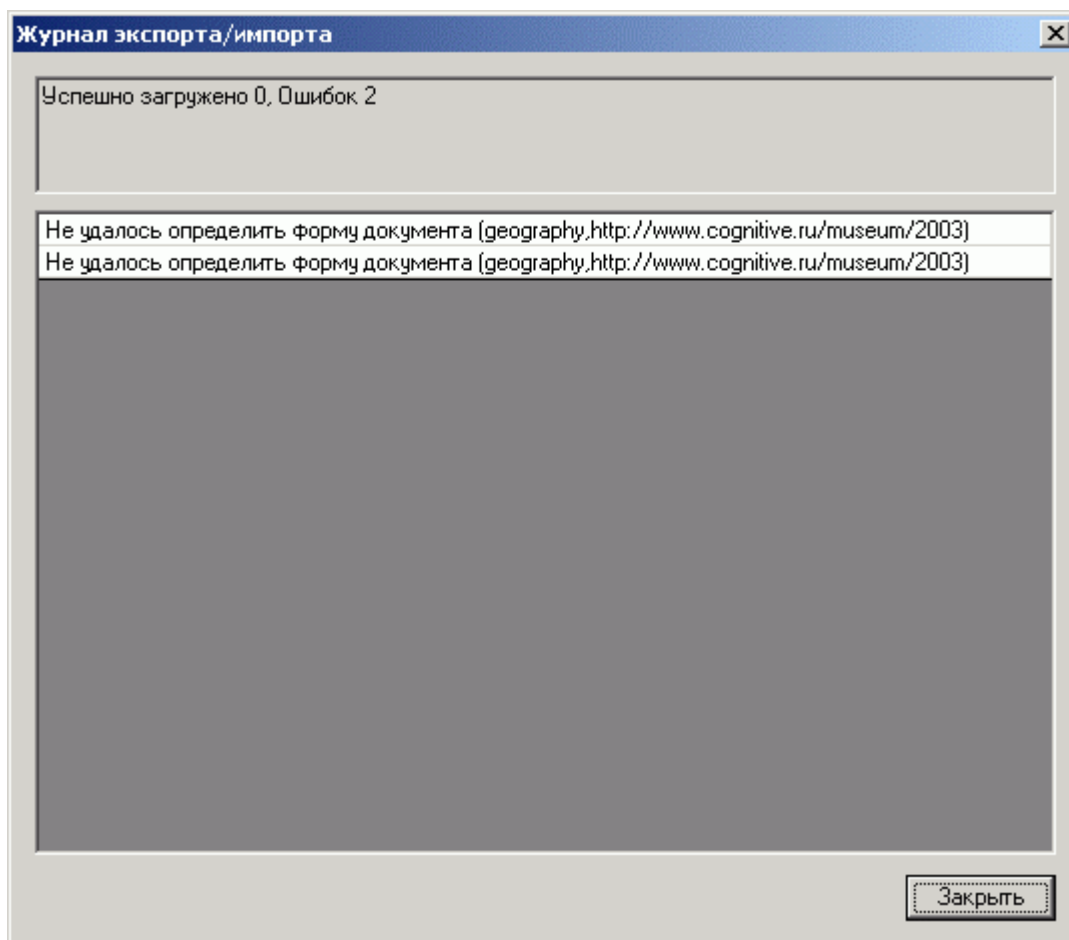 Журнал экспорта/импорта
Успешно загружено 0, Ошибок 2
Не удалось определить форму документа (geography,http://www.cognitive.ru/museum/2003)
Не удалось определить форму документа (geography,http://www.cognitive.ru/museum/2003)
Закрыть